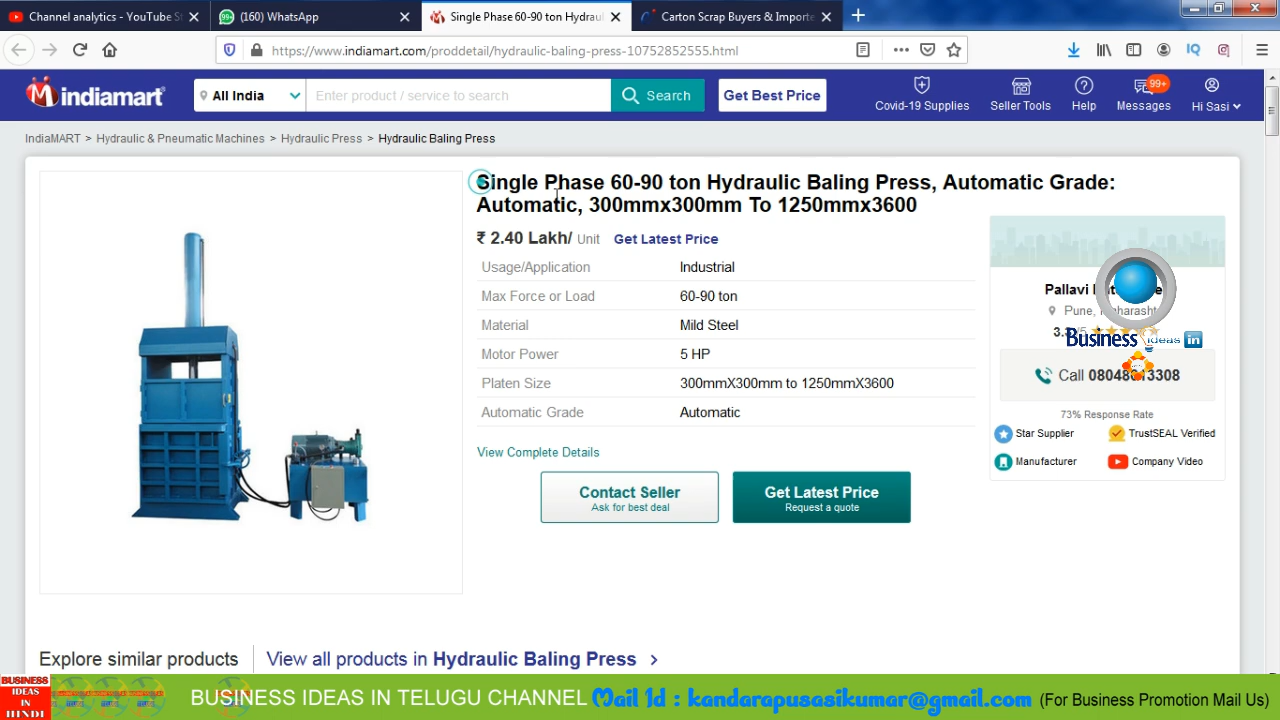 Channel analytics - YouTube St
(160) WhatsApp
Single Phase 60-90 ton Hydraul
Carton Scrap Buyers & Importe
https://www.indiamart.com/proddetail/hydraulic-baling-press-10752852555.html
IQ
indiamart
All India
Enter product / service to search
Search
Get Best Price
Covid-19 Supplies
Seller Tools
Help
99+
Messages
Hi Sasi
IndiaMART > Hydraulic & Pneumatic Machines > Hydraulic Press > Hydraulic Baling Press
Single Phase 60-90 ton Hydraulic Baling Press, Automatic Grade:
Automatic, 300mmx300mm To 1250mmx3600
₹ 2.40 Lakh/ Unit Get Latest Price
Usage/Application Industrial
Max Force or Load 60-90 ton
Material Mild Steel
Motor Power 5 HP
Platen Size 300mmX300mm to 1250mmX3600
Automatic Grade Automatic
View Complete Details
Contact Seller
Ask for best deal
Get Latest Price
Request a quote
Pallavi
Pune,
Business ideas in
Call
73% Response Rate
Star Supplier
TrustSEAL Verified
Manufacturer
Company Video
Explore similar products
View all products in Hydraulic Baling Press >
BUSINESS
IDEAS
IN
HINDI
BUSINESS IDEAS IN TELUGU CHANNEL Mail Id : kandarapusasikumar@gmail.com (For Business Promotion Mail Us)